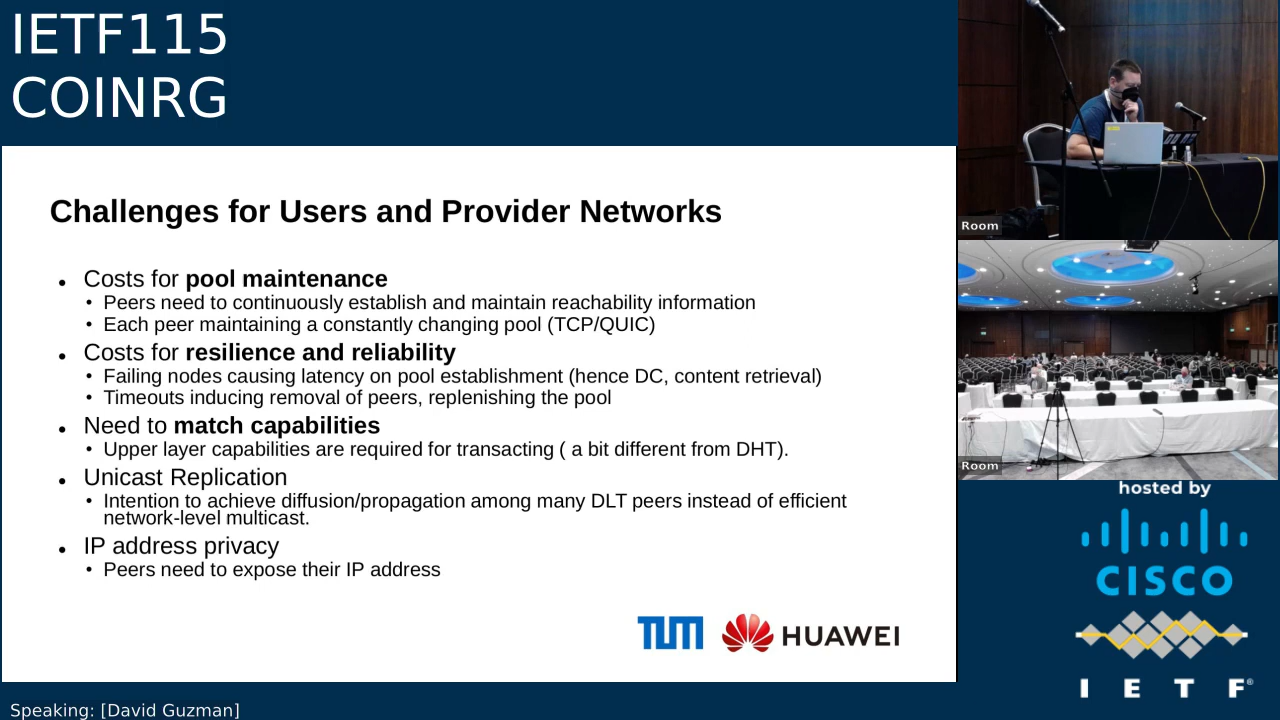 IETF115
COINRG
Challenges for Users and Provider Networks
• Costs for pool maintenance
• Peers need to continuously establish and maintain reachability information
• Each peer maintaining a constantly changing pool (TCP/QUIC)
• Costs for resilience and reliability
• Failing nodes causing latency on pool establishment (hence DC, content retrieval)
• Timeouts inducing removal of peers, replenishing the pool
• Need to match capabilities
• Upper layer capabilities are required for transacting ( a bit different from DHT).
• Unicast Replication
• Intention to achieve diffusion/propagation among many DLT peers instead of efficient
network-level multicast.
• IP address privacy
• Peers need to expose their IP address
TUM
HUAWEI
Room
Room
hosted by
CISCO
I E T F®
Speaking: [David Guzman]